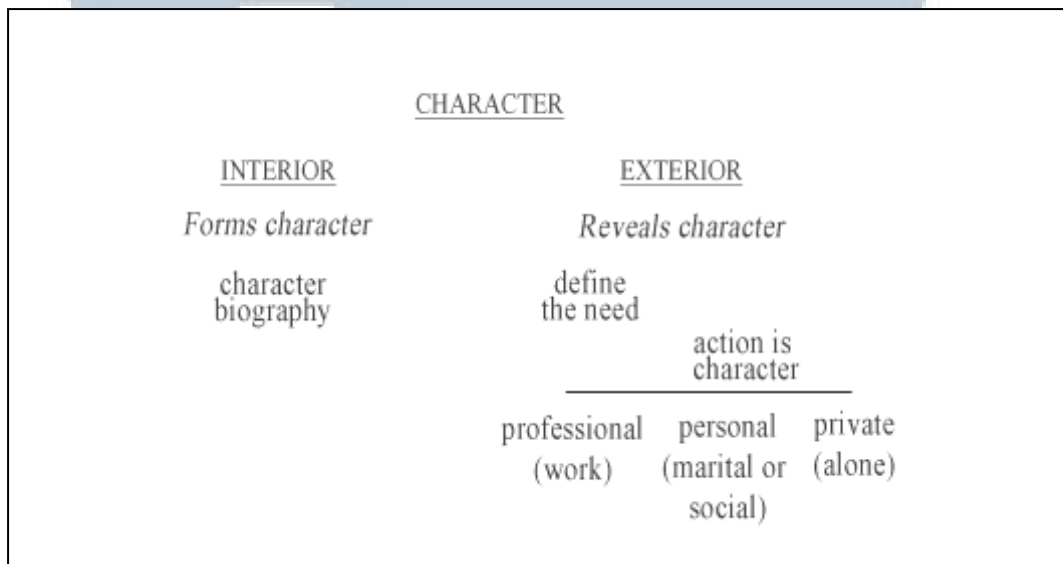 CHARACTER
INTERIOR
Forms character
character
biography
EXTERIOR
Reveals character
define
the need
action is
character
professional
(work)
personal
(marital or
social)
private
(alone)